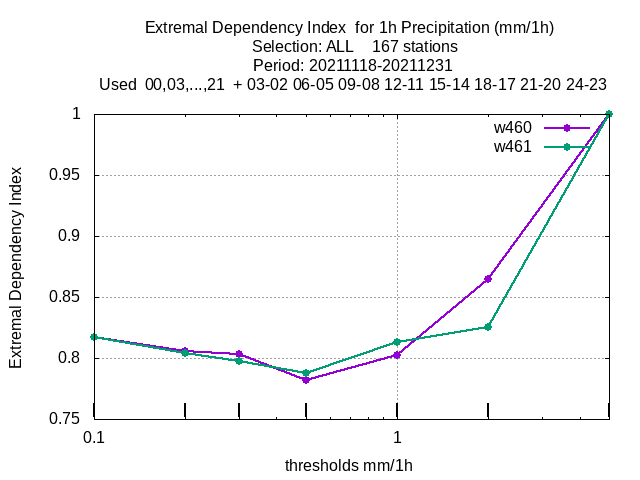 Extremal Dependency Index  for 1h Precipitation (mm/1h)
Selection: ALL    167 stations
Period: 20211118-20211231
Used  00,03,...,21  + 03-02 06-05 09-08 12-11 15-14 18-17 21-20 24-23
w460
w461
1
0.95
0.9
0.85
0.8
0.75
Extremal Dependency Index
0.1
1
thresholds mm/1h